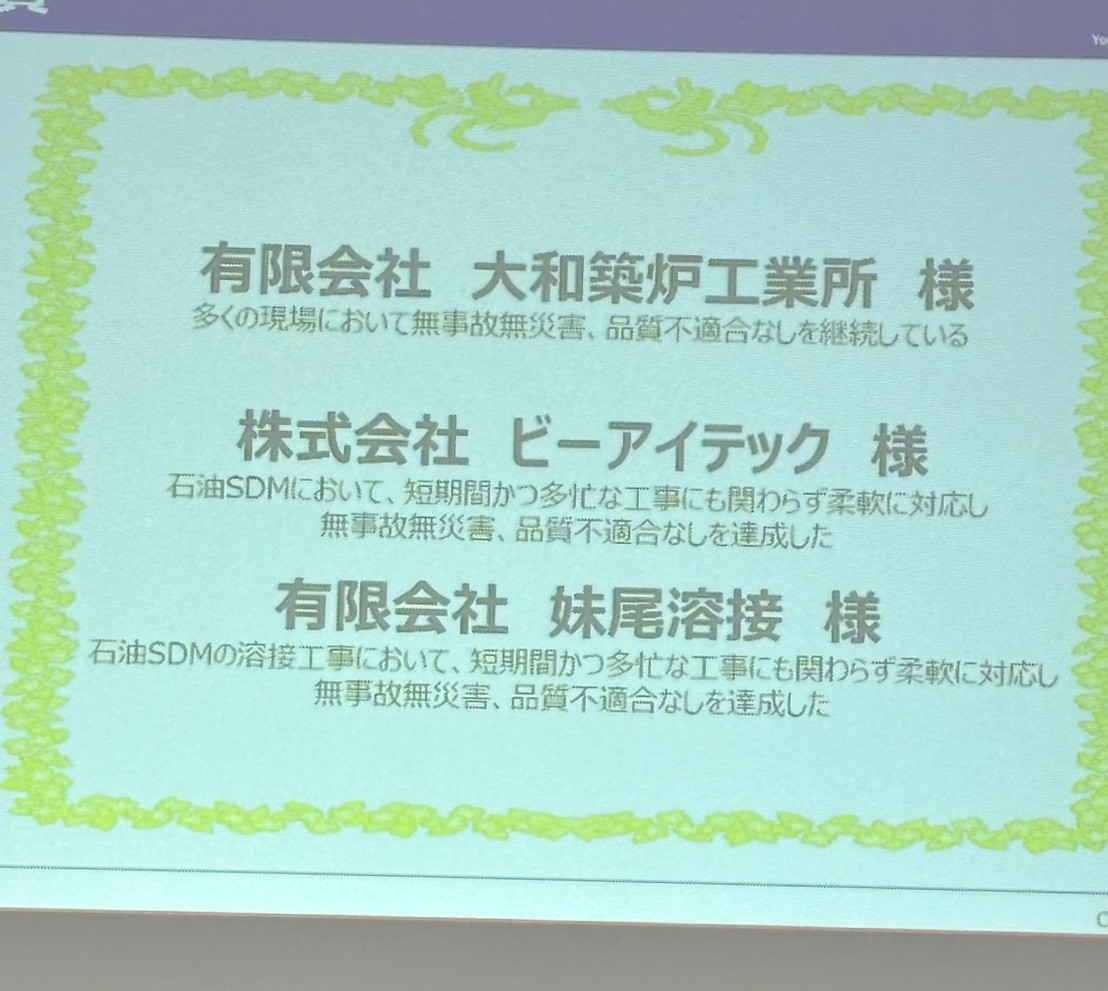 有限会社 大和築炉工業所 様
多くの現場において無事故無災害、品質不適合なしを継続している
株式会社 ビーアイテック 様
石油SDMにおいて、短期間かつ多忙な工事にも関わらず柔軟に対応し
無事故無災害、品質不適合なしを達成した
有限会社 妹尾溶接 様
石油SDMの溶接工事において、短期間かつ多忙な工事にも関わらず柔軟に対応し
無事故無災害、品質不適合なしを達成した